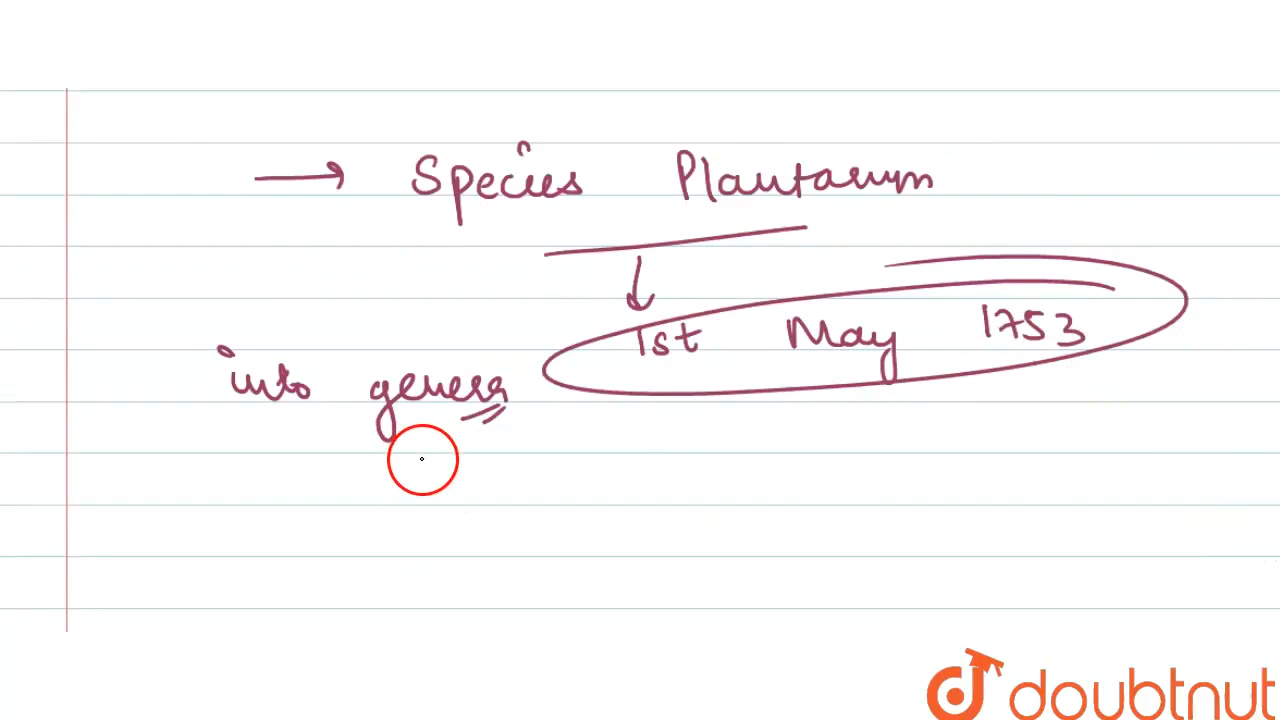 → Species Plantarum
1st May 1753
into genera
doubtnut